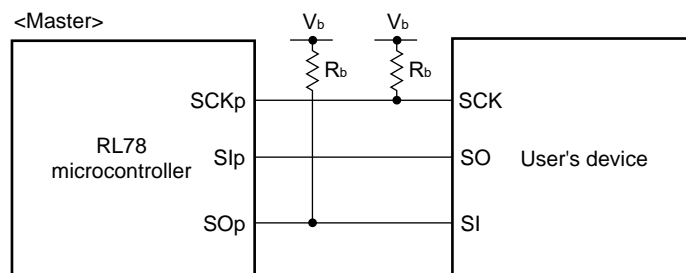 <Master>
Vb
Vb
Rb
Rb
SCKp
SCK
RL78
microcontroller
SIp
SO
User's device
SOp
SI